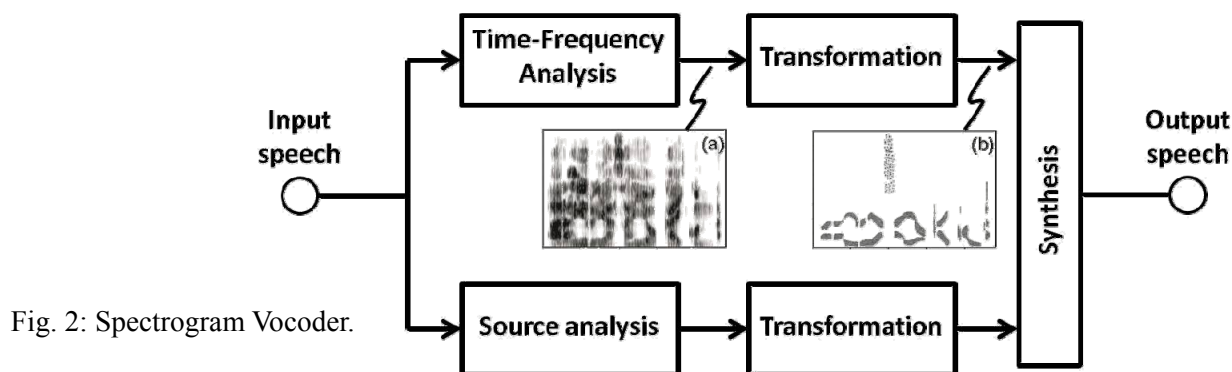 Time-Frequency
Analysis
Transformation
Input
speech
(a)
(b)
Output
speech
Synthesis
Source analysis
Transformation
Fig. 2: Spectrogram Vocoder.